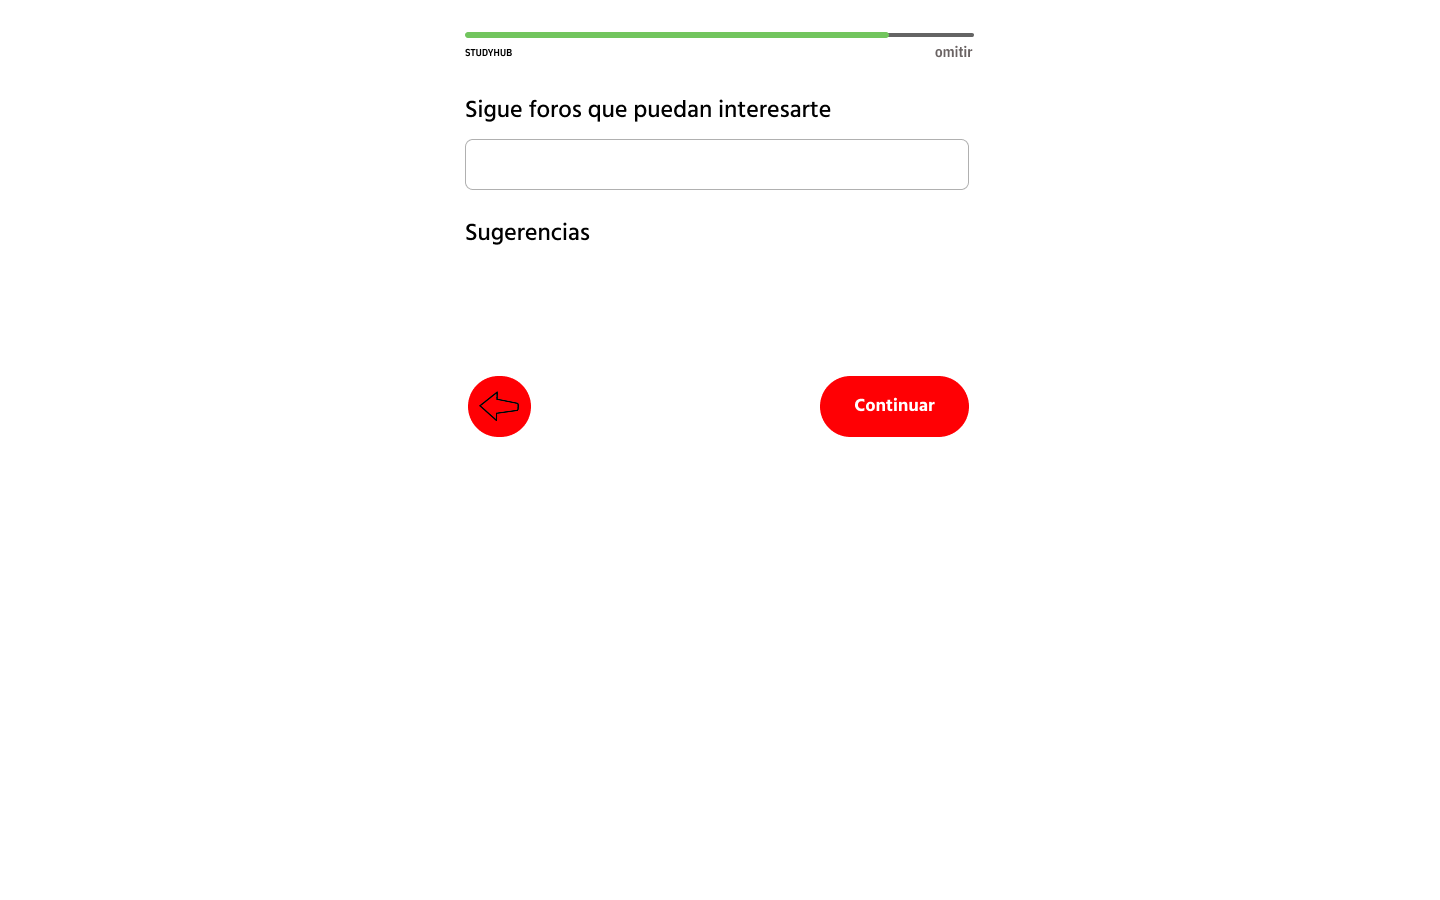 STUDYHUB
omitir
Sigue foros que puedan interesarte
Sugerencias
Continuar